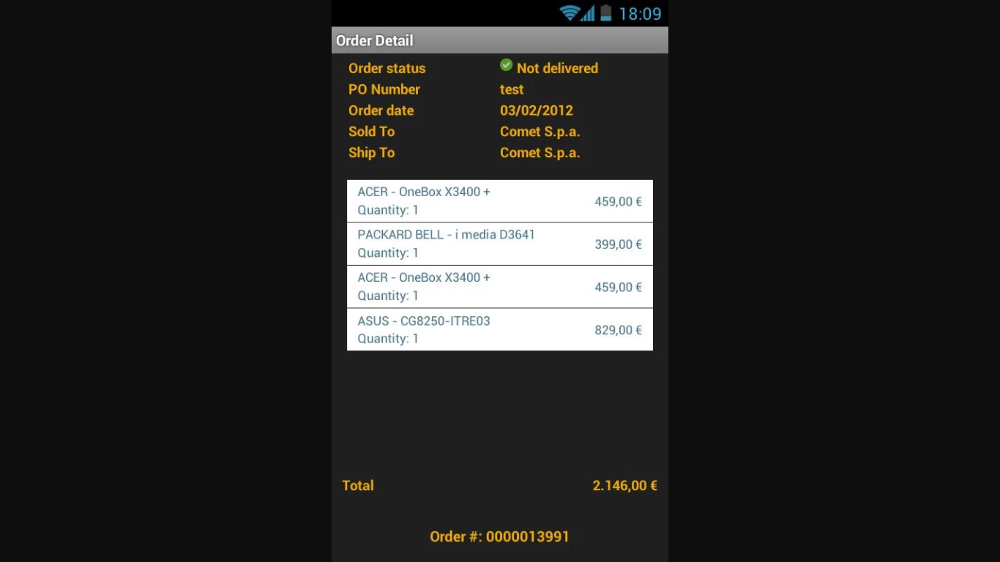 18:09
Order Detail
Order status Not delivered
PO Number test
Order date 03/02/2012
Sold To Comet S.p.a.
Ship To Comet S.p.a.
ACER - OneBox X3400 +
Quantity: 1
459,00 €
PACKARD BELL - i media D3641
Quantity: 1
399,00 €
ACER - OneBox X3400 +
Quantity: 1
459,00 €
ASUS - CG8250-ITRE03
Quantity: 1
829,00 €
Total 2.146,00 €
Order #: 0000013991